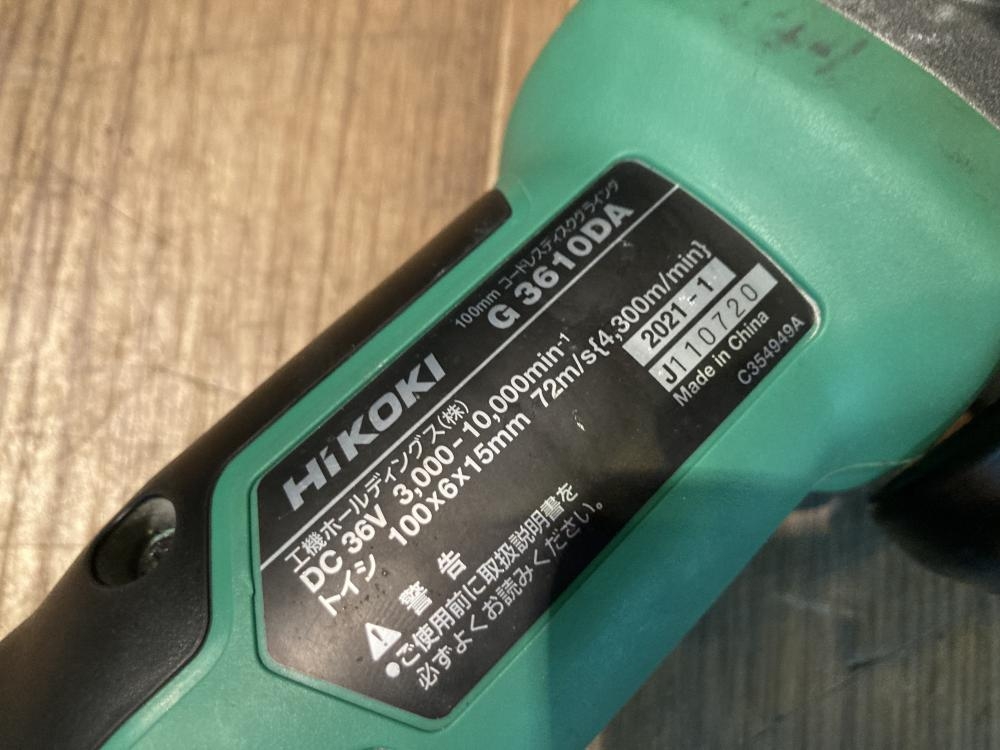 100mm コードレスディスクグラインダ
HiKOKI G 3610DA
工機ホールディングス(株)
DC 36V 3,000-10,000min-1
トイシ 100×6×15mm 72m/s{4,300m/min}
2021-1
J110720
Made in China
C354949A
警告
●ご使用前に取扱説明書を
必ずよくお読みください。